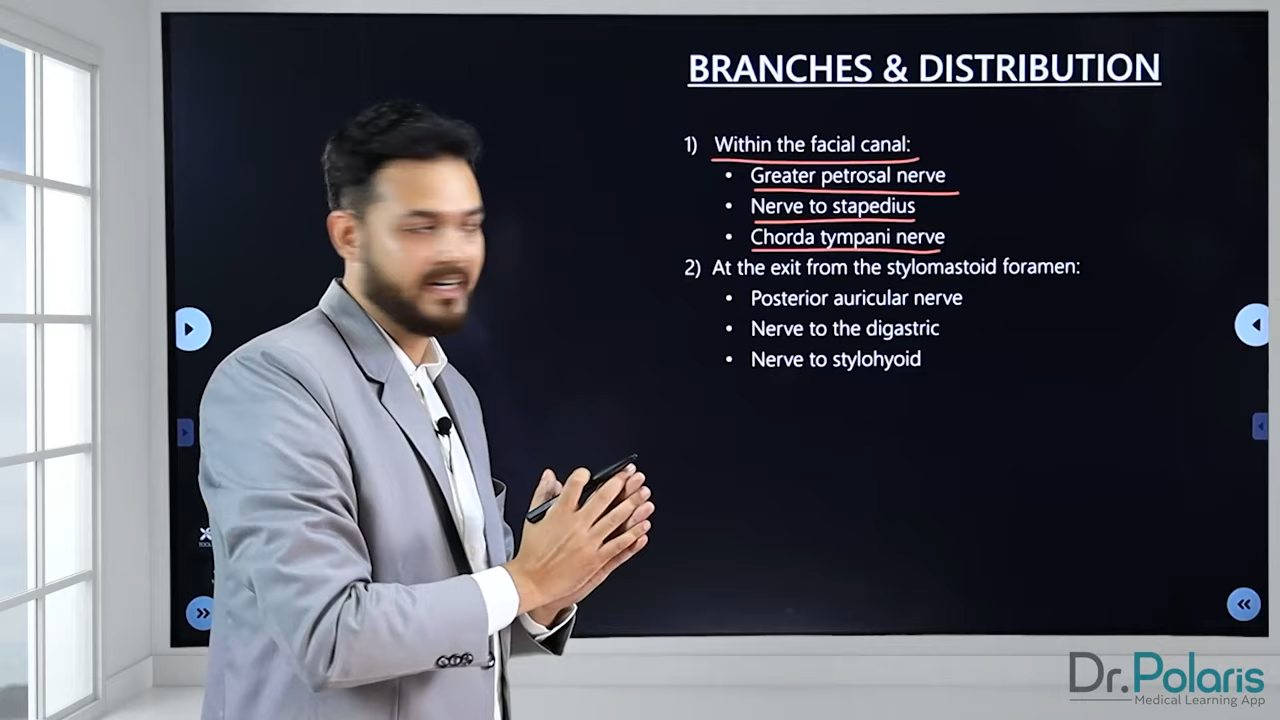 BRANCHES & DISTRIBUTION
1) Within the facial canal:
• Greater petrosal nerve
• Nerve to stapedius
• Chorda tympani nerve
2) At the exit from the stylomastoid foramen:
• Posterior auricular nerve
• Nerve to the digastric
• Nerve to stylohyoid
Dr.Polaris
Medical Learning App